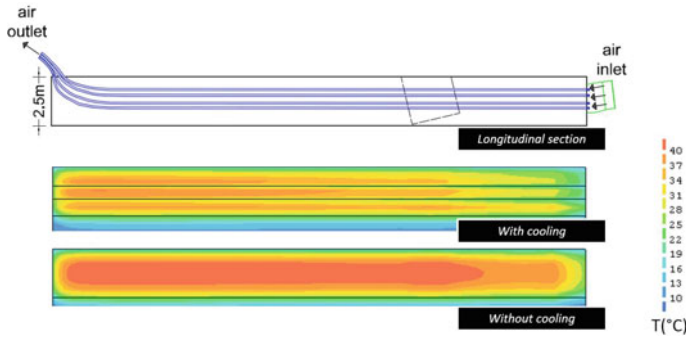 air
outlet
air
inlet
2.5m
Longitudinal section
With cooling
Without cooling
40
37
34
31
28
25
22
19
16
13
10
T(°C)